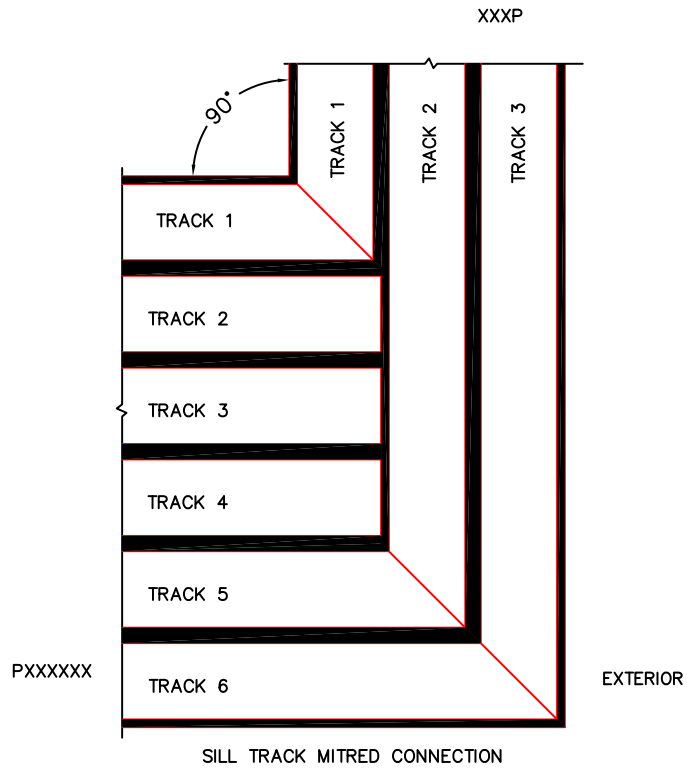 XXXP
90°
TRACK 1
TRACK 2
TRACK 3
TRACK 1
TRACK 2
TRACK 3
TRACK 4
TRACK 5
TRACK 6
PXXXXXX
EXTERIOR
SILL TRACK MITRED CONNECTION